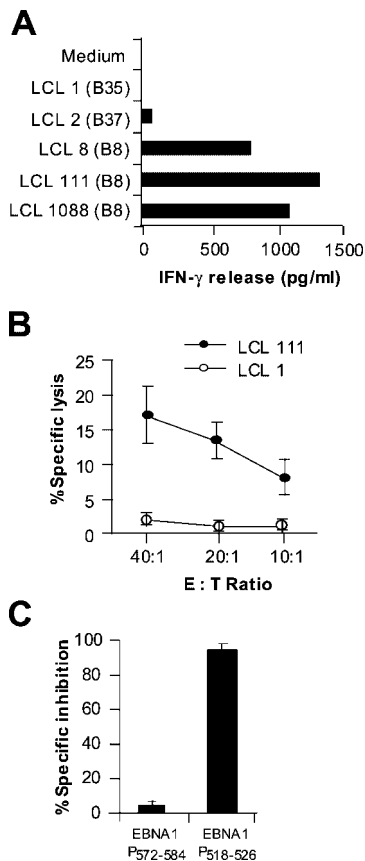 A
Medium
LCL 1 (B35)
LCL 2 (B37)
LCL 8 (B8)
LCL 111 (B8)
LCL 1088 (B8)
0 500 1000 1500
IFN-γ release (pg/ml)
B
LCL 111
LCL 1
25
20
15
10
5
0
%Specific lysis
40:1 20:1 10:1
E : T Ratio
C
100
80
60
40
20
0
%Specific inhibition
EBNA1 EBNA1
P572-584 P518-526